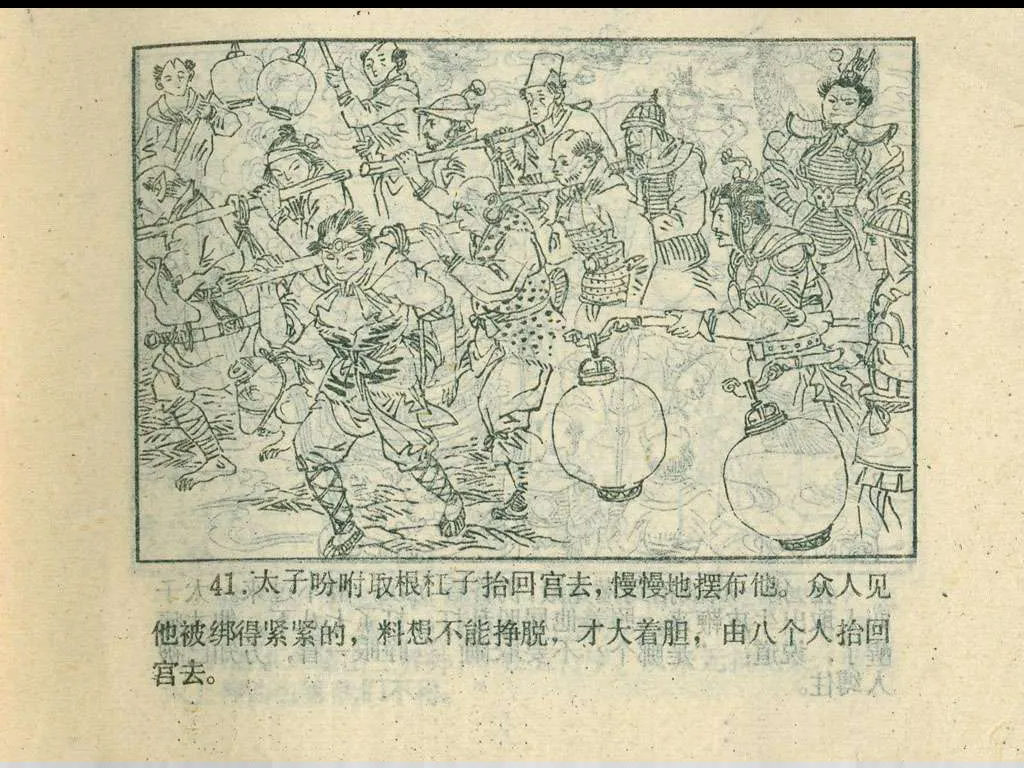 41.太子吩咐取根杠子抬回宫去，慢慢地摆布他。众人见
他被绑得紧紧的，料想不能挣脱，才大着胆，由八个人抬回
宫去。